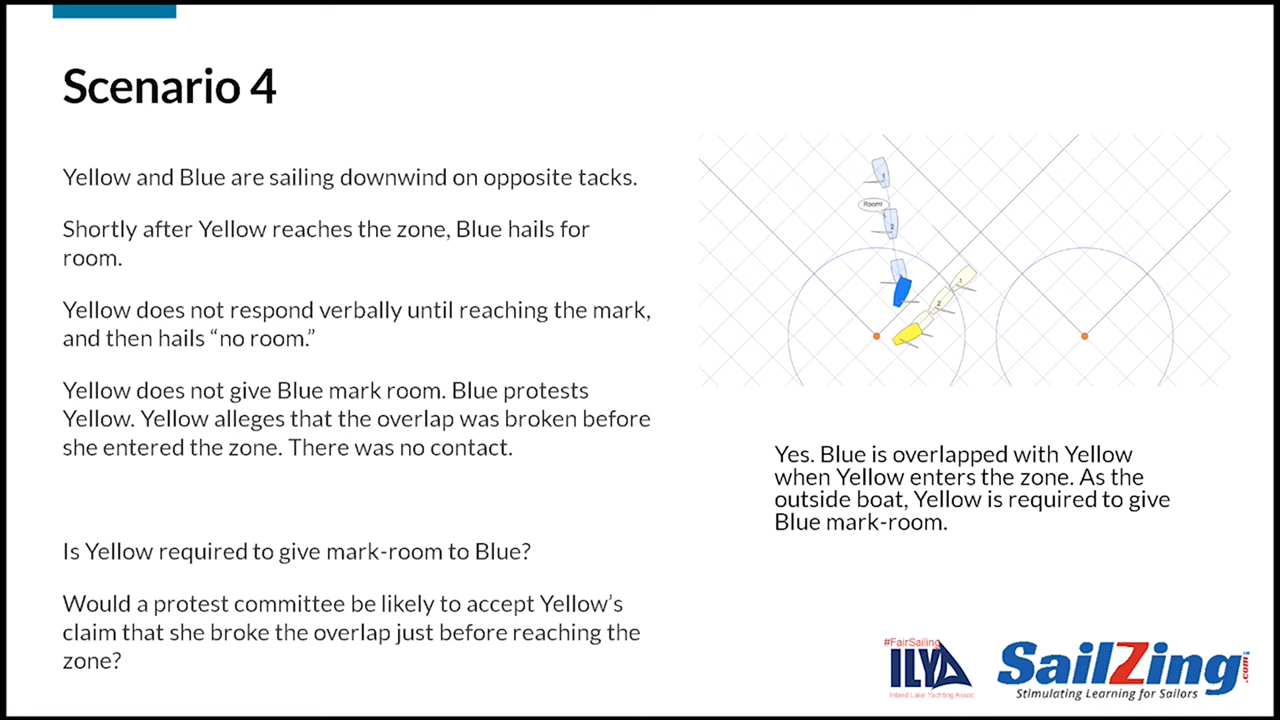 Scenario 4
Yellow and Blue are sailing downwind on opposite tacks.
Shortly after Yellow reaches the zone, Blue hails for
room.
Yellow does not respond verbally until reaching the mark,
and then hails “no room.”
Yellow does not give Blue mark room. Blue protests
Yellow. Yellow alleges that the overlap was broken before
she entered the zone. There was no contact.
Is Yellow required to give mark-room to Blue?
Would a protest committee be likely to accept Yellow’s
claim that she broke the overlap just before reaching the
zone?
1
Room!
2
1
2
Yes. Blue is overlapped with Yellow
when Yellow enters the zone. As the
outside boat, Yellow is required to give
Blue mark-room.
#FairSailing
ILYA
Inland Lake Yachting Assoc.
SailZing.com
Stimulating Learning for Sailors